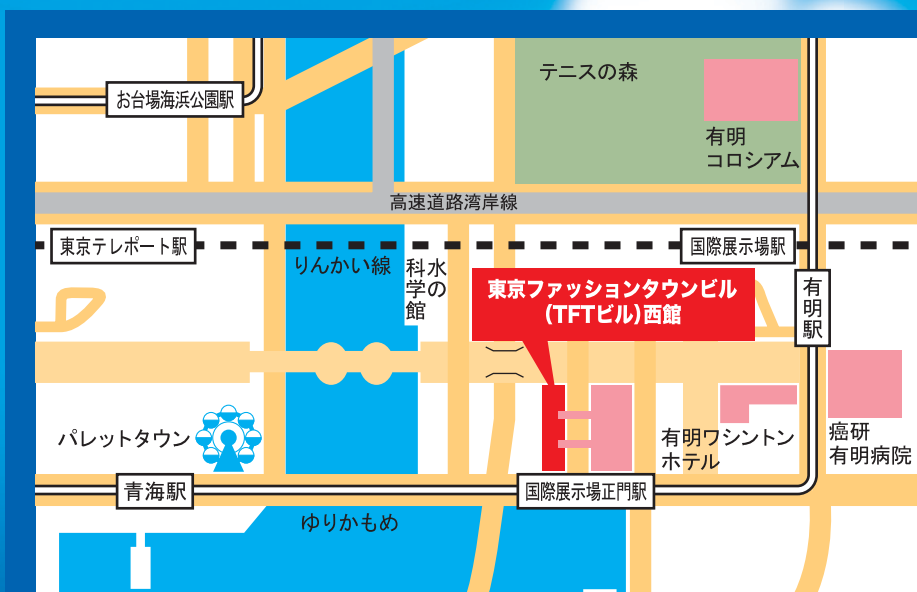 テニスの森
お台場海浜公園駅
有明
コロシアム
高速道路湾岸線
東京テレポート駅
国際展示場駅
りんかい線
水の
科学館
東京ファッションタウンビル
(TFTビル)西館
有明駅
パレットタウン
有明ワシントン
ホテル
癌研
有明病院
青海駅
国際展示場正門駅
ゆりかもめ